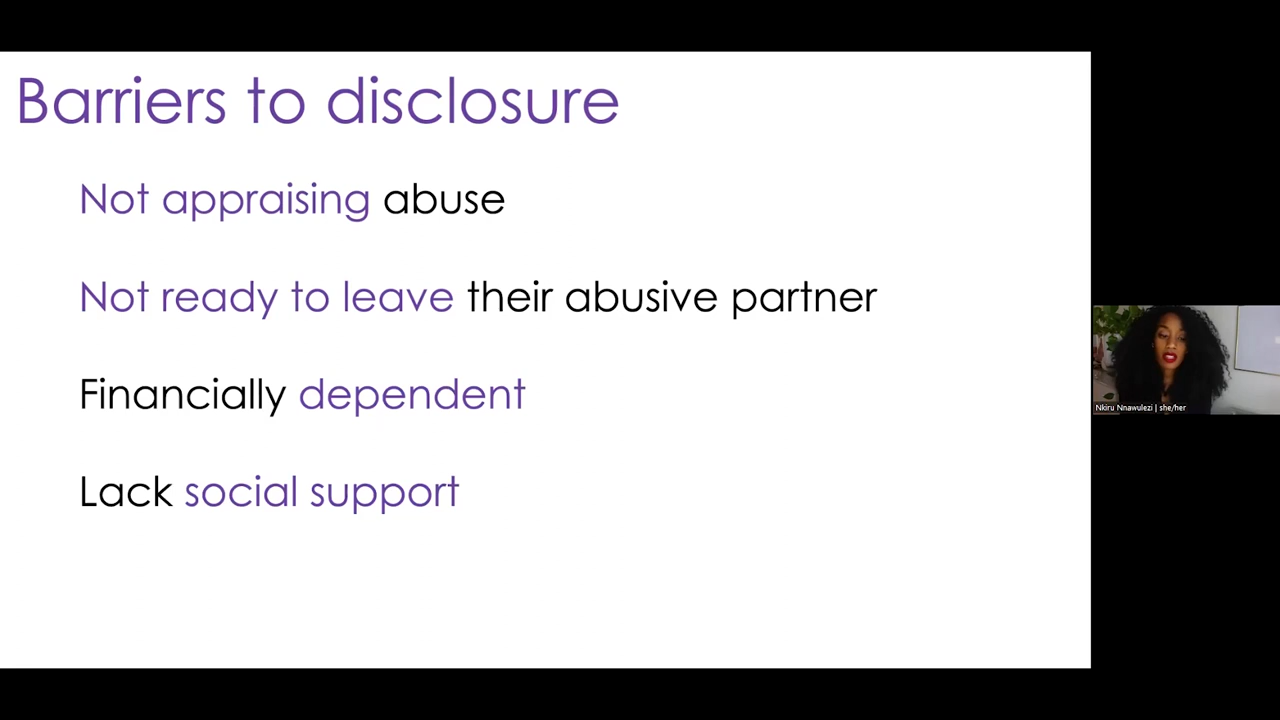 Barriers to disclosure
Not appraising abuse
Not ready to leave their abusive partner
Financially dependent
Lack social support
Nkiru Nnawulezi | she/her